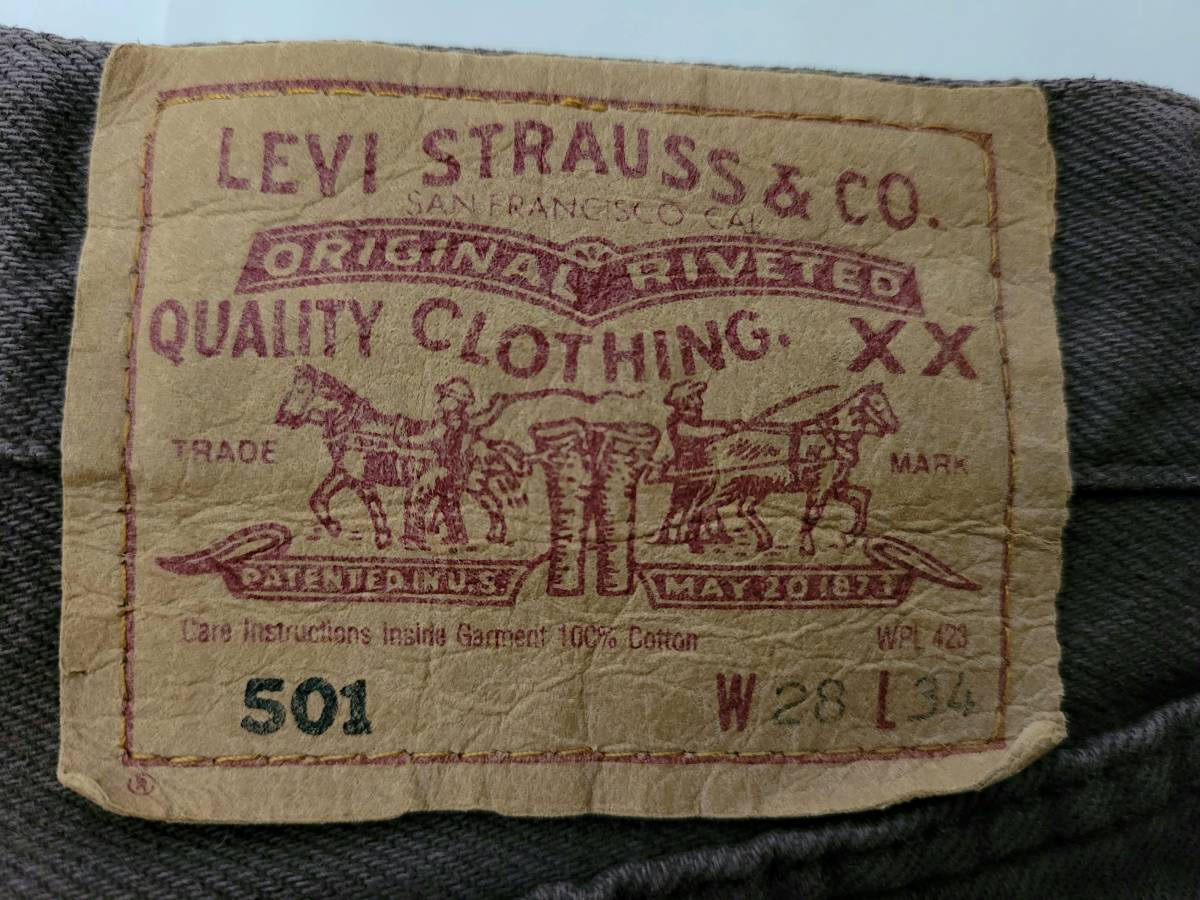 LEVI STRAUSS & CO.
SAN FRANCISCO CAL
ORIGINAL RIVETED
QUALITY CLOTHING. XX
TRADE MARK
PATENTED IN U.S. MAY 20 1873
Care Instructions Inside Garment 100% Cotton WPL 423
501 W 28 L 34
®